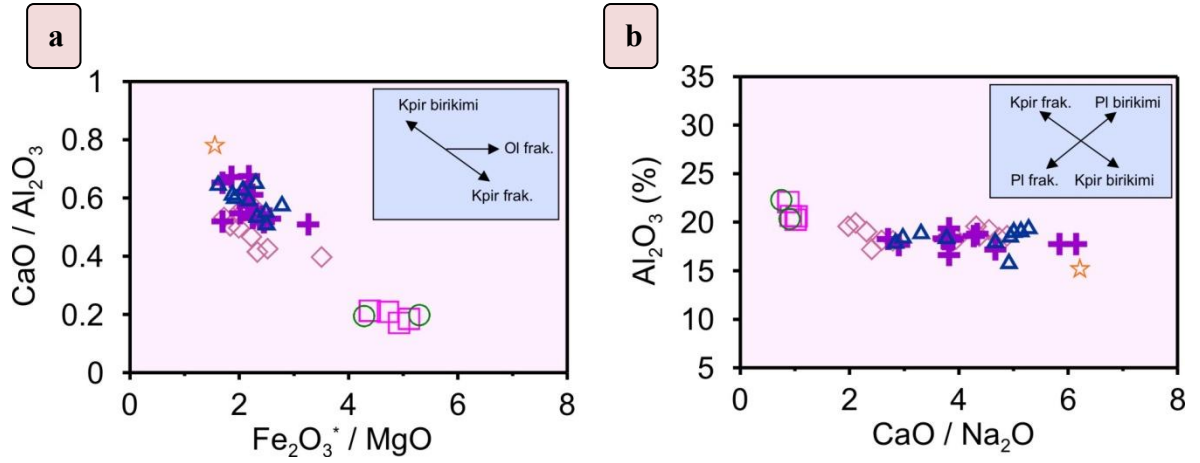 a
CaO / Al₂O₃
1
0.8
0.6
0.4
0.2
0
0 2 4 6 8
Fe₂O₃* / MgO
Kpir birikimi
Ol frak.
Kpir frak.
b
Al₂O₃ (%)
35
30
25
20
15
10
5
0 2 4 6 8
CaO / Na₂O
Kpir frak. Pl birikimi
Pl frak. Kpir birikimi